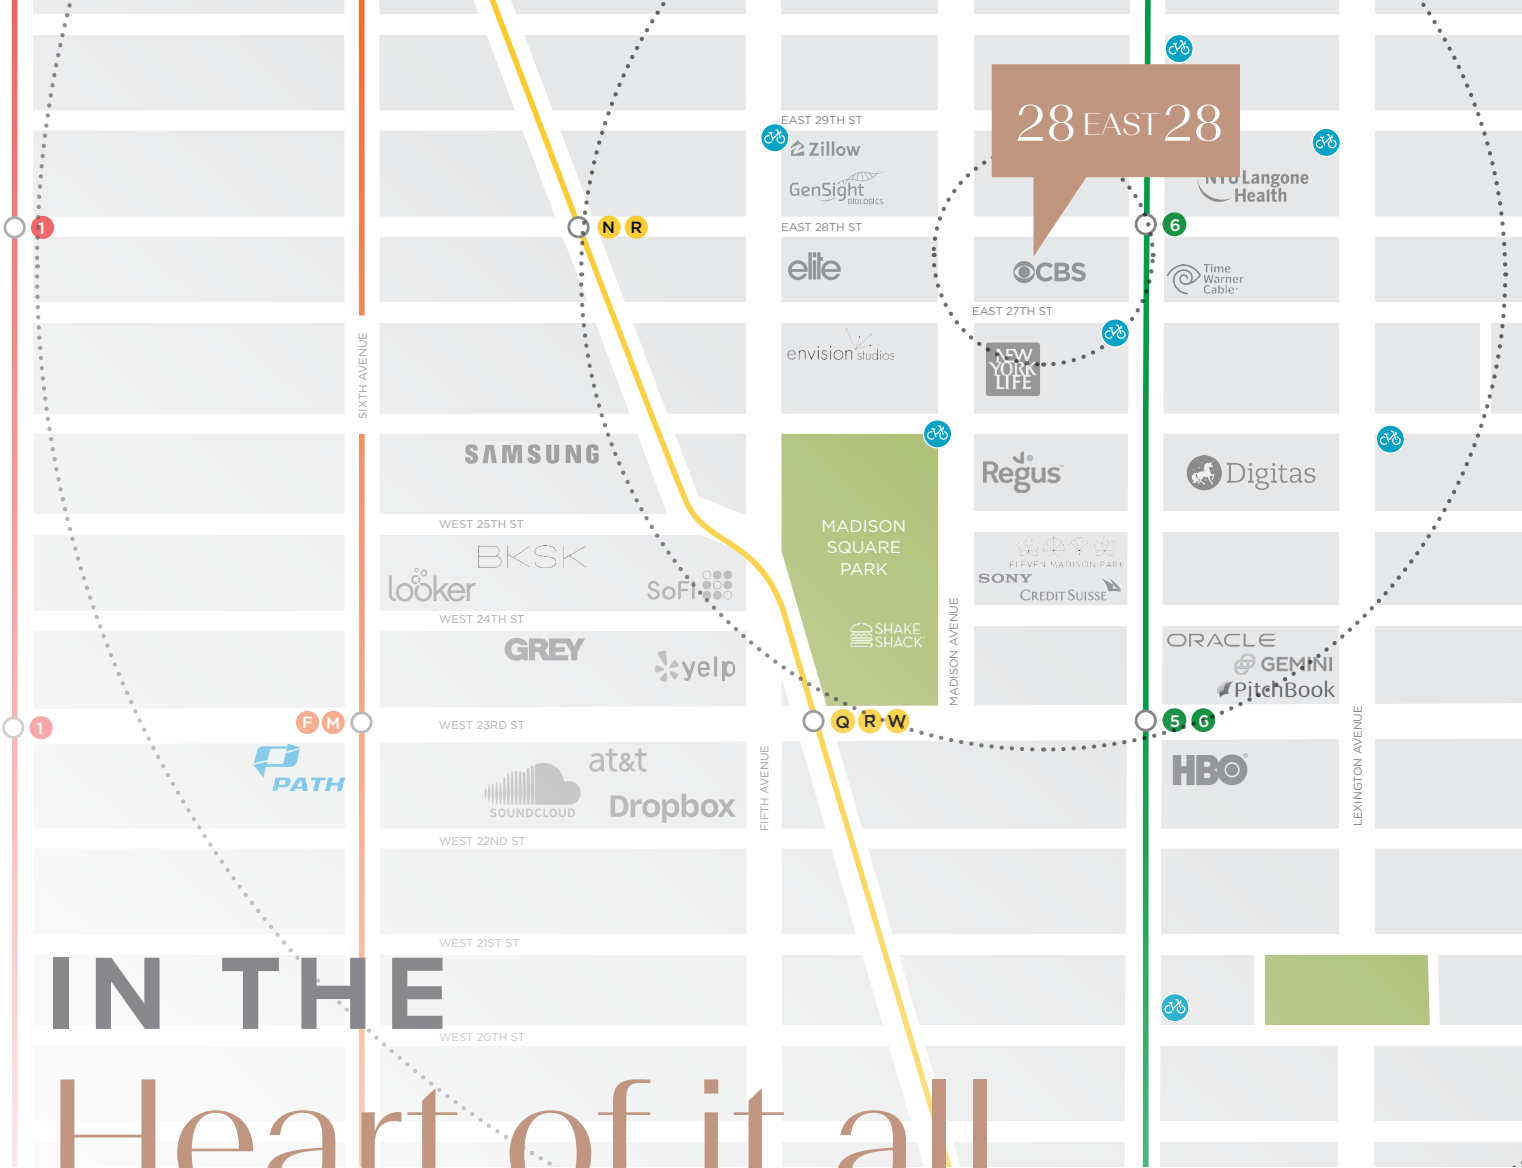 28 EAST 28
EAST 29TH ST
Zillow
GenSight
BIOLOGICS
NYU Langone
Health
1
N R
EAST 28TH ST
6
elite
CBS
Time
Warner
Cable
EAST 27TH ST
SIXTH AVENUE
envision studios
NEW
YORK
LIFE
SAMSUNG
Regus
Digitas
WEST 25TH ST
MADISON
SQUARE
PARK
BKSK
looker
SoFi
ELEVEN MADISON PARK
SONY
CREDIT SUISSE
WEST 24TH ST
MADISON AVENUE
SHAKE
SHACK
GREY
yelp
ORACLE
GEMINI
PitchBook
1
F M
WEST 23RD ST
Q R W
5 6
LEXINGTON AVENUE
PATH
at&t
SOUNDCLOUD
Dropbox
FIFTH AVENUE
HBO
WEST 22ND ST
WEST 21ST ST
IN THE
WEST 20TH ST
Heart of it all